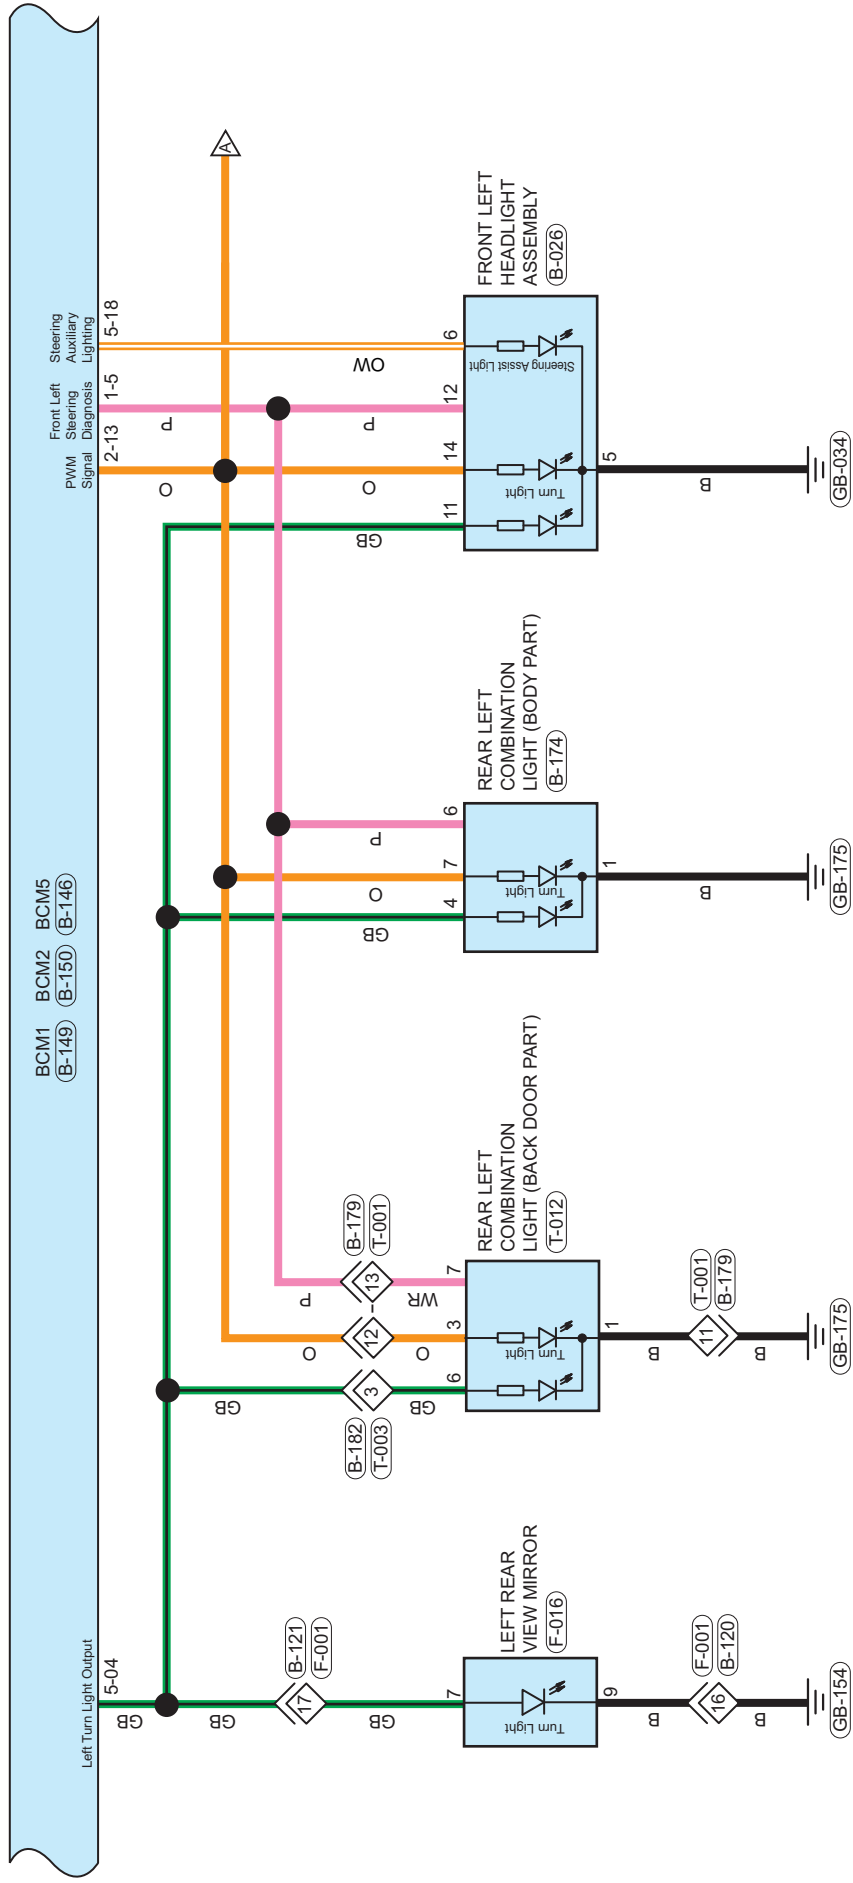 BCM1
B-149
BCM2
B-150
BCM5
B-146
Left Turn Light Output
5-04
PWM
Signal
2-13
Front Left
Steering
Diagnosis
1-5
Steering
Auxiliary
Lighting
5-18
A
GB
GB
17
B-121
F-001
GB
7
LEFT REAR
VIEW MIRROR
F-016
Turn Light
9
B
16
F-001
B-120
B
GB-154
GB
3
B-182
T-003
GB
6
O
12
O
3
P
13
B-179
T-001
WR
7
REAR LEFT
COMBINATION
LIGHT (BACK DOOR PART)
T-012
Turn Light
1
B
11
T-001
B-179
B
GB-175
GB
4
O
7
P
6
REAR LEFT
COMBINATION
LIGHT (BODY PART)
B-174
Turn Light
1
B
GB-175
GB
11
O
O
14
P
P
12
OW
6
FRONT LEFT
HEADLIGHT
ASSEMBLY
B-026
Turn Light
Steering Assist Light
5
B
GB-034